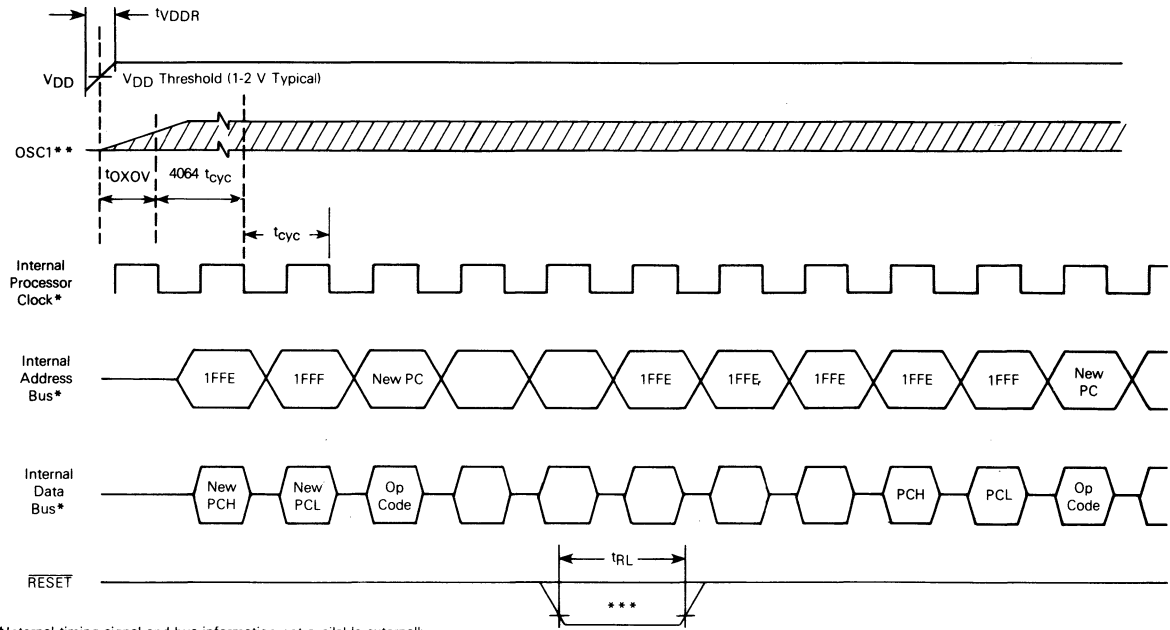 tVDDR
VDD
VDD Threshold (1-2 V Typical)
OSC1**
tOXOV
4064 tcyc
tcyc
Internal
Processor
Clock*
Internal
Address
Bus*
1FFE
1FFF
New PC
1FFE
1FFE
1FFE
1FFE
1FFF
New
PC
Internal
Data
Bus*
New
PCH
New
PCL
Op
Code
PCH
PCL
Op
Code
RESET
tRL
***